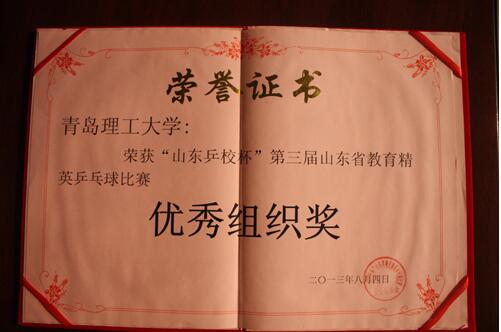 荣誉证书
青岛理工大学：
荣获“山东乒校杯”第三届山东省教育精
英乒乓球比赛
优秀组织奖
二〇一三年八月四日